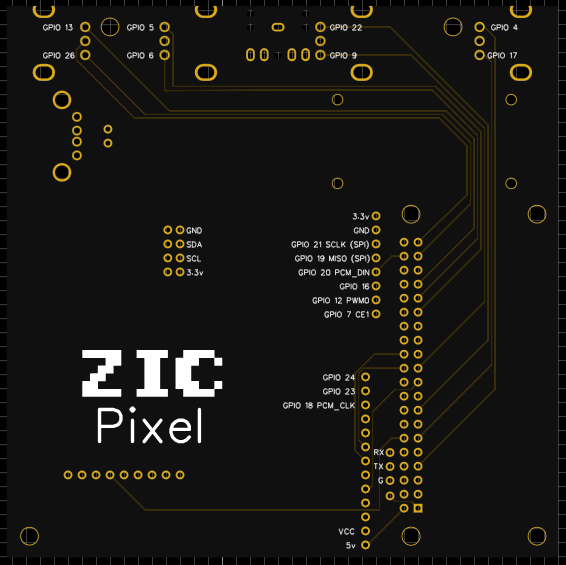 GPIO 13 GPIO 5 GPIO 22 GPIO 4
GPIO 26 GPIO 6 GPIO 9 GPIO 17
3.3v
GND
GPIO 21 SCLK (SPI)
GPIO 19 MISO (SPI)
GPIO 20 PCM_DIN
GPIO 16
GPIO 12 PWMD
GPIO 7 CE1
GND
SDA
SCL
3.3v
ZIC
Pixel
GPIO 24
GPIO 23
GPIO 18 PCM_CLK
RX
TX
G
VCC
5v